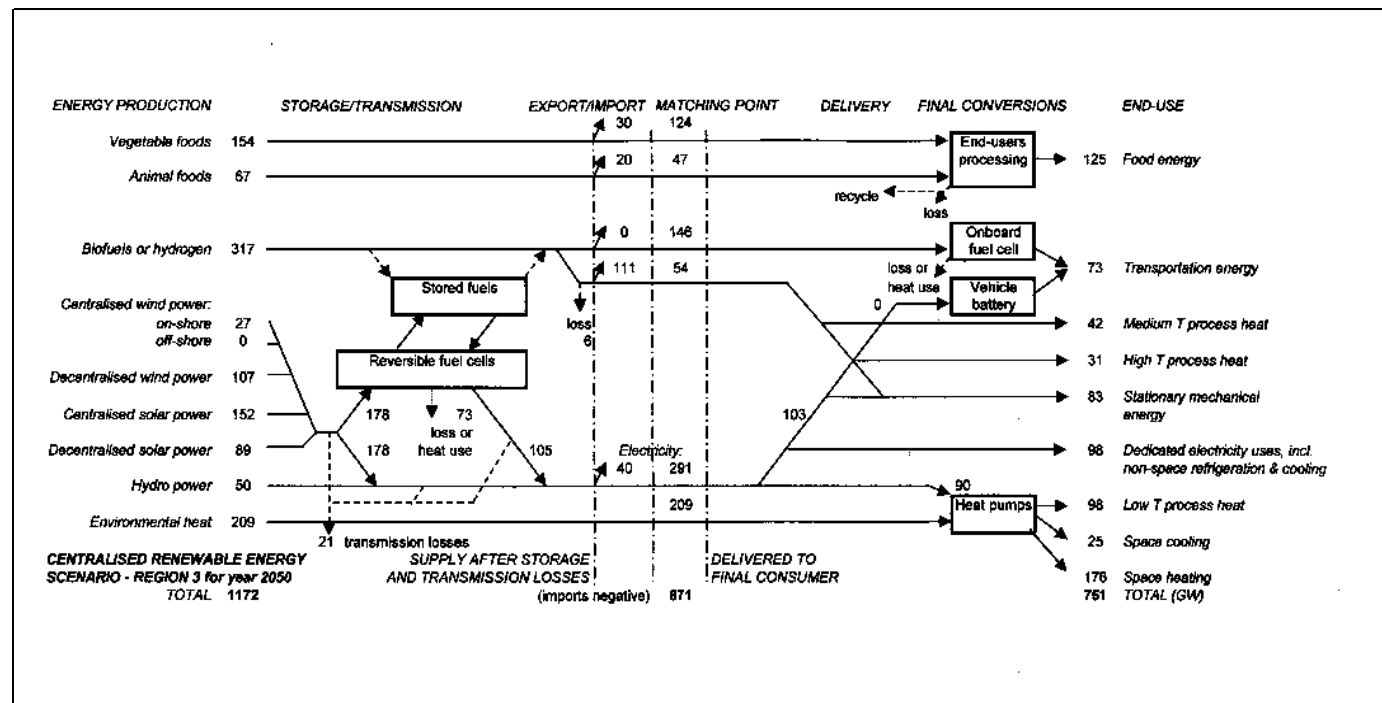 ENERGY PRODUCTION STORAGE/TRANSMISSION EXPORT/IMPORT MATCHING POINT DELIVERY FINAL CONVERSIONS END-USE
30 124
Vegetable foods 154 End-users processing 125 Food energy
20 47
Animal foods 67
recycle
loss
Biofuels or hydrogen 317 0 146 Onboard fuel cell
loss or heat use
111 54
73 Transportation energy
Stored fuels
Vehicle battery
0
Centralised wind power:
on-shore 27
off-shore 0
loss
6
42 Medium T process heat
Reversible fuel cells
31 High T process heat
Decentralised wind power 107
83 Stationary mechanical energy
Centralised solar power 152 178 73 103
loss or heat use
Decentralised solar power 89 178 105 Electricity:
98 Dedicated electricity uses, incl. non-space refrigeration & cooling
40 291
Hydro power 50 90
209 Heat pumps 98 Low T process heat
Environmental heat 209
21 transmission losses
25 Space cooling
CENTRALISED RENEWABLE ENERGY
SCENARIO - REGION 3 for year 2050
SUPPLY AFTER STORAGE
AND TRANSMISSION LOSSES
DELIVERED TO
FINAL CONSUMER
176 Space heating
TOTAL 1172 (imports negative) 871 751 TOTAL (GW)